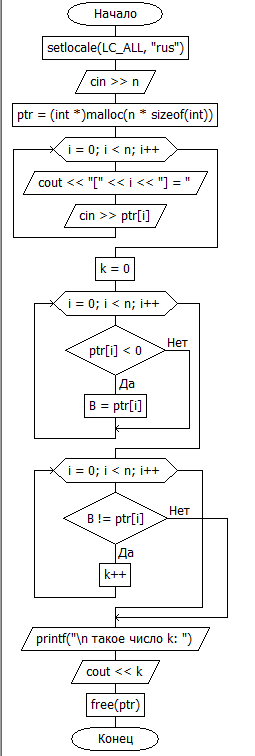 Начало
setlocale(LC_ALL, "rus")
cin >> n
ptr = (int *)malloc(n * sizeof(int))
i = 0; i < n; i++
cout << "[" << i << "] = "
cin >> ptr[i]
k = 0
i = 0; i < n; i++
ptr[i] < 0
Нет
Да
B = ptr[i]
i = 0; i < n; i++
B != ptr[i]
Нет
Да
k++
printf("\n такое число k: ")
cout << k
free(ptr)
Конец